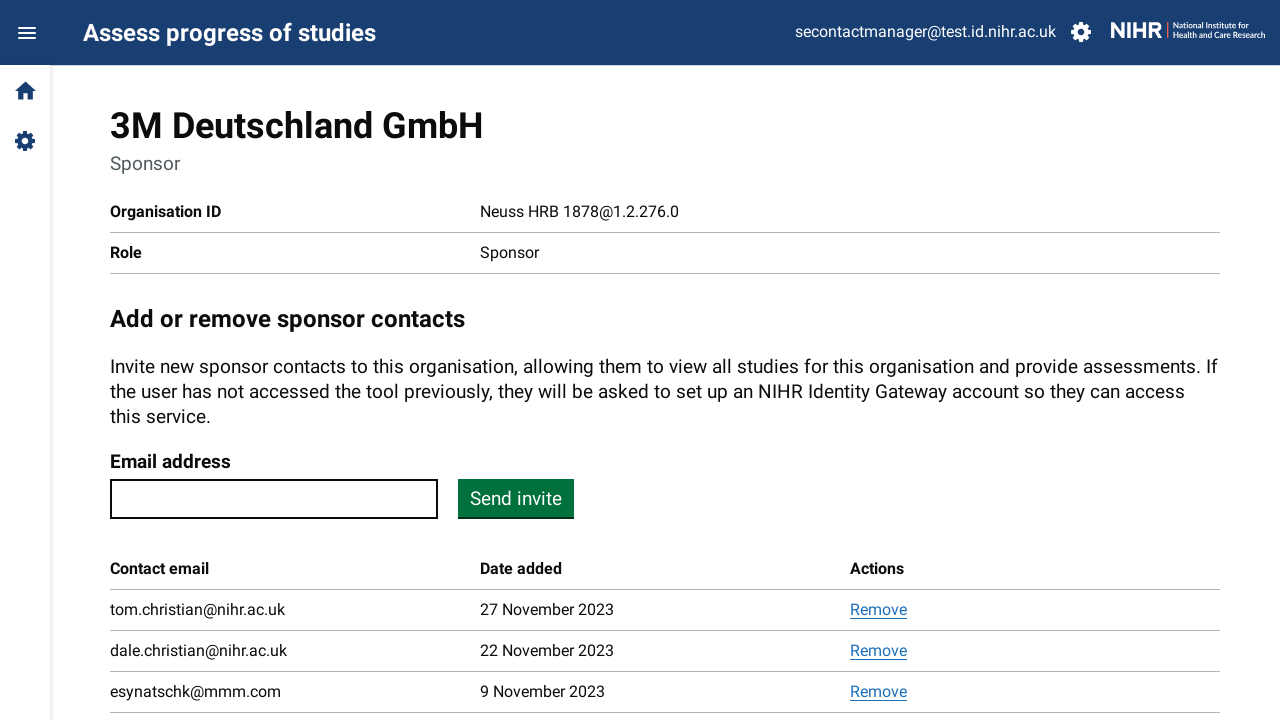 Assess progress of studies
secontactmanager@test.id.nihr.ac.uk
NIHR
National Institute for
Health and Care Research
3M Deutschland GmbH
Sponsor
Organisation ID Neuss HRB 1878@1.2.276.0
Role Sponsor
Add or remove sponsor contacts
Invite new sponsor contacts to this organisation, allowing them to view all studies for this organisation and provide assessments. If
the user has not accessed the tool previously, they will be asked to set up an NIHR Identity Gateway account so they can access
this service.
Email address
Send invite
Contact email Date added Actions
tom.christian@nihr.ac.uk 27 November 2023 Remove
dale.christian@nihr.ac.uk 22 November 2023 Remove
esynatschk@mmm.com 9 November 2023 Remove